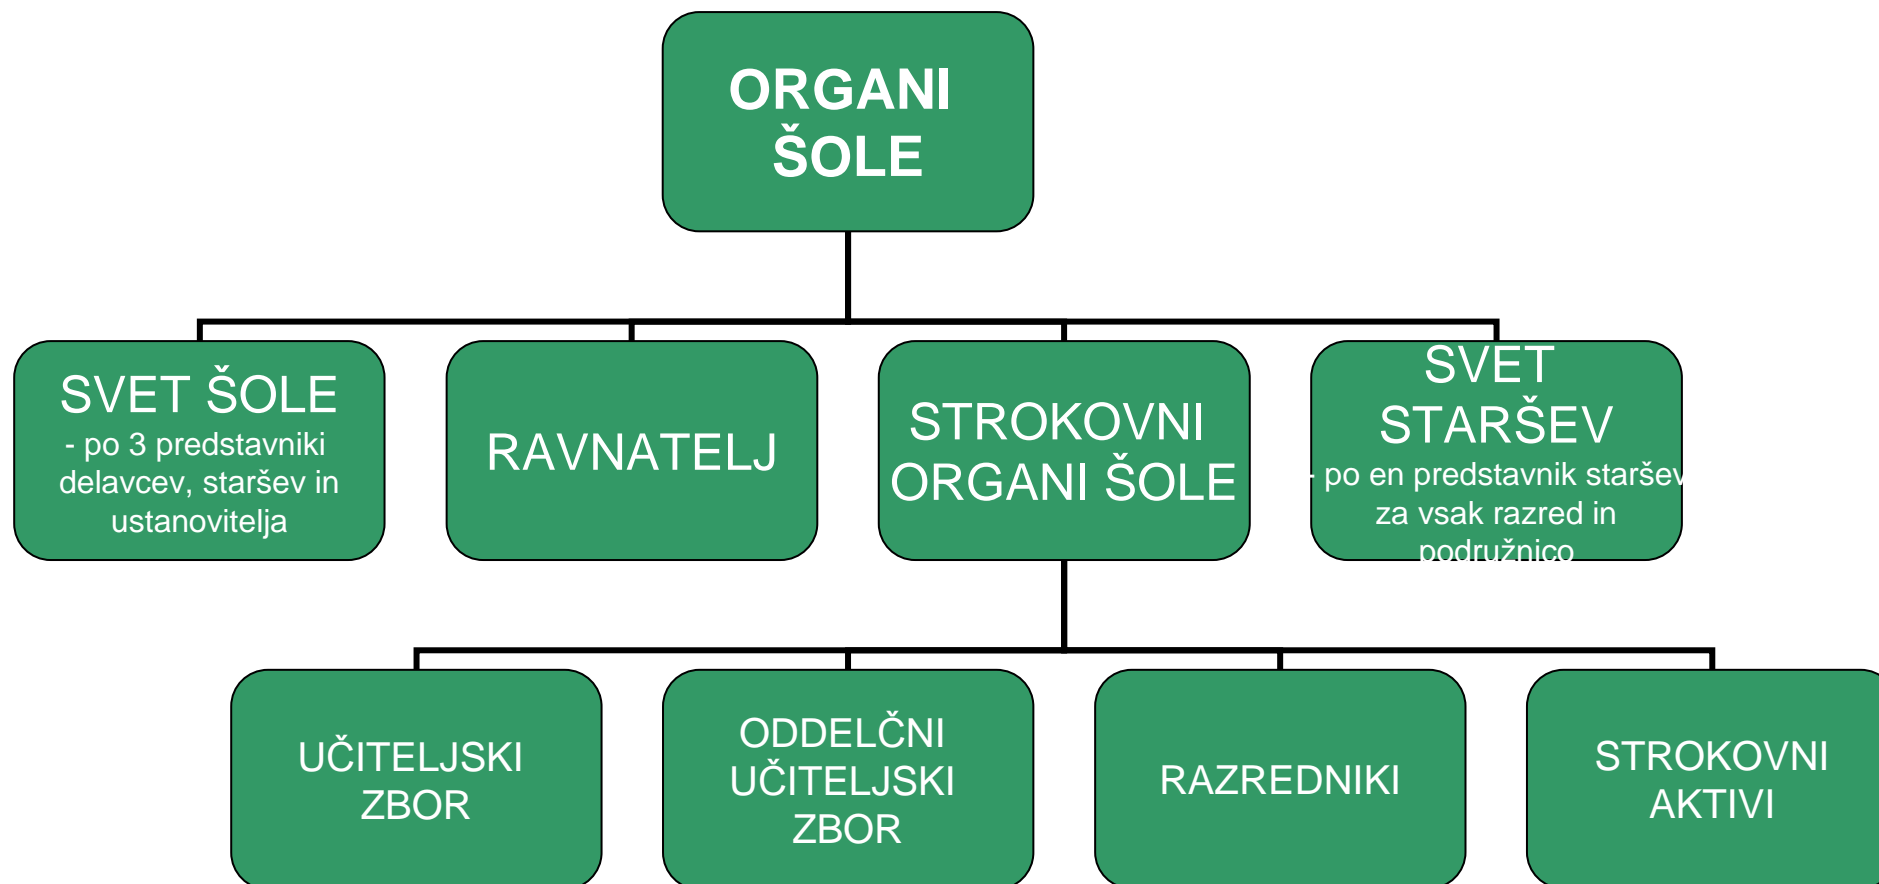 ORGANI
ŠOLE
SVET ŠOLE
- po 3 predstavniki
delavcev, staršev in
ustanovitelja
RAVNATELJ
STROKOVNI
ORGANI ŠOLE
SVET
STARŠEV
- po en predstavnik staršev
za vsak razred in
podružnico
UČITELJSKI
ZBOR
ODDELČNI
UČITELJSKI
ZBOR
RAZREDNIKI
STROKOVNI
AKTIVI